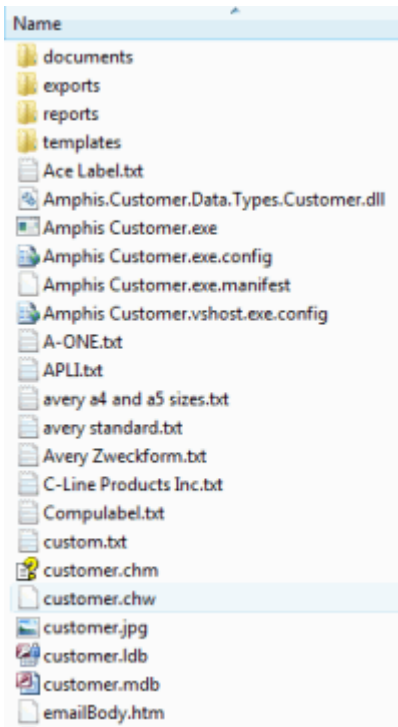 Name
documents
exports
reports
templates
Ace Label.txt
Amphis.Customer.Data.Types.Customer.dll
Amphis Customer.exe
Amphis Customer.exe.config
Amphis Customer.exe.manifest
Amphis Customer.vshost.exe.config
A-ONE.txt
APLI.txt
avery a4 and a5 sizes.txt
avery standard.txt
Avery Zweckform.txt
C-Line Products Inc.txt
Compulabel.txt
custom.txt
customer.chm
customer.chw
customer.jpg
customer.ldb
customer.mdb
emailBody.htm